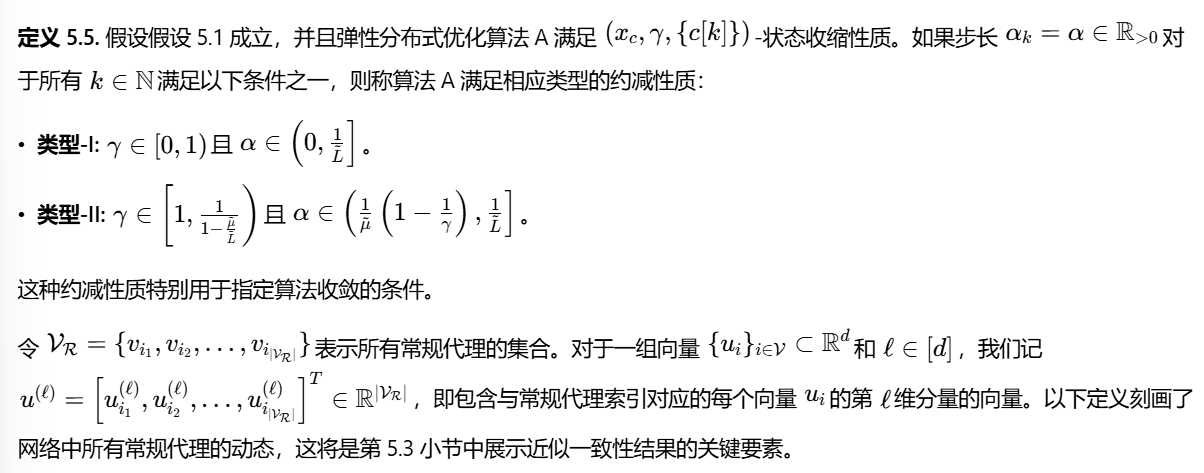 定义 5.5. 假设假设 5.1 成立，并且弹性分布式优化算法 A 满足 $(x_c, \gamma, \{c[k]\})$ -状态收缩性质。如果步长 $\alpha_k = \alpha \in \mathbb{R}_{>0}$ 对
于所有 $k \in \mathbb{N}$ 满足以下条件之一，则称算法 A 满足相应类型的约减性质：
• 类型-I: $\gamma \in [0, 1)$ 且 $\alpha \in \left(0, \frac{1}{\tilde{L}}\right]$ 。
• 类型-II: $\gamma \in \left[1, \frac{1}{1 - \frac{\tilde{\mu}}{\tilde{L}}}\right)$ 且 $\alpha \in \left(\frac{1}{\tilde{\mu}}\left(1 - \frac{1}{\gamma}\right), \frac{1}{\tilde{L}}\right]$ 。
这种约减性质特别用于指定算法收敛的条件。
令 $\mathcal{V}_{\mathcal{R}} = \{v_{i_1}, v_{i_2}, \ldots, v_{i_{|\mathcal{V}_{\mathcal{R}}|}}\}$ 表示所有常规代理的集合。对于一组向量 $\{u_i\}_{i \in \mathcal{V}} \subset \mathbb{R}^d$ 和 $\ell \in [d]$ ，我们记
$u^{(\ell)} = \left[u_{i_1}^{(\ell)}, u_{i_2}^{(\ell)}, \ldots, u_{i_{|\mathcal{V}_{\mathcal{R}}|}}^{(\ell)}\right]^T \in \mathbb{R}^{|\mathcal{V}_{\mathcal{R}}|}$ ，即包含与常规代理索引对应的每个向量 $u_i$ 的第 $\ell$ 维分量的向量。以下定义刻画了
网络中所有常规代理的动态，这将是第 5.3 小节中展示近似一致性结果的关键要素。